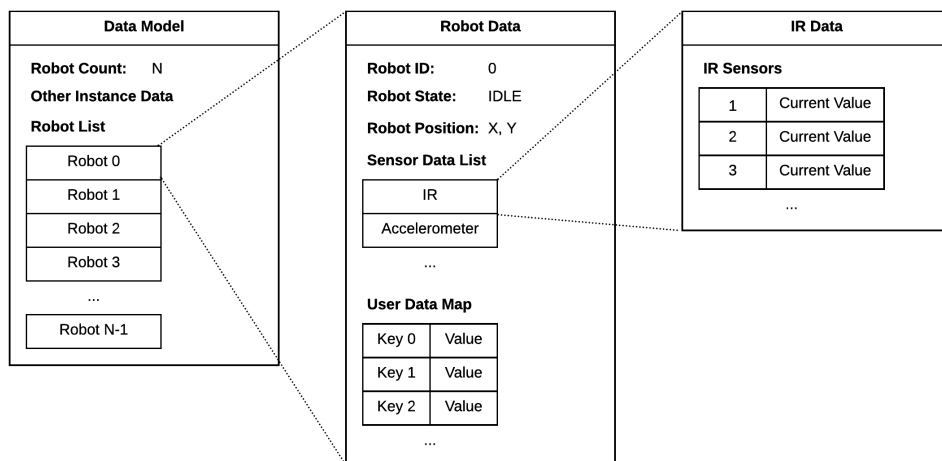 Data Model
Robot Count: N
Other Instance Data
Robot List
Robot 0
Robot 1
Robot 2
Robot 3
...
Robot N-1
Robot Data
Robot ID: 0
Robot State: IDLE
Robot Position: X, Y
Sensor Data List
IR
Accelerometer
...
User Data Map
Key 0 Value
Key 1 Value
Key 2 Value
...
IR Data
IR Sensors
1 Current Value
2 Current Value
3 Current Value
...